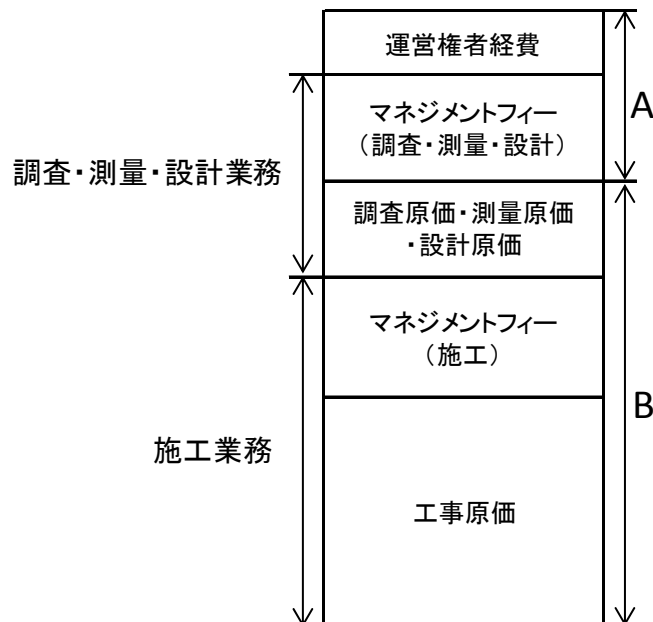 運営権者経費
マネジメントフィー
（調査・測量・設計）
A
調査・測量・設計業務
調査原価・測量原価
・設計原価
マネジメントフィー
（施工）
B
施工業務
工事原価